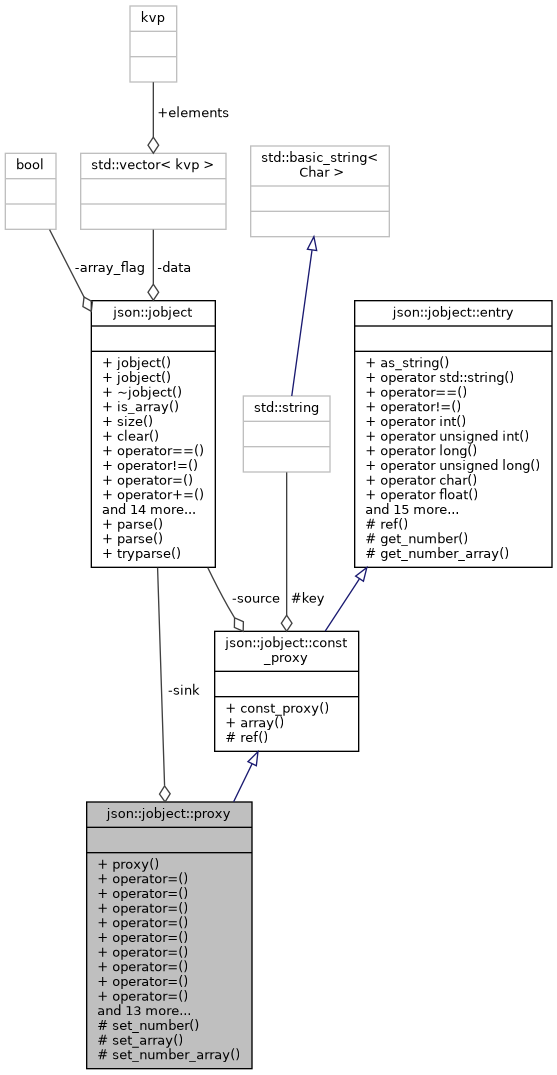 kvp
+elements
bool
std::vector< kvp >
std::basic_string<
Char >
-array_flag
-data
json::jobject
+ jobject()
+ jobject()
+ ~jobject()
+ is_array()
+ size()
+ clear()
+ operator==()
+ operator!=()
+ operator=()
+ operator+=()
and 14 more...
+ parse()
+ parse()
+ tryparse()
std::string
json::jobject::entry
+ as_string()
+ operator std::string()
+ operator==()
+ operator!=()
+ operator int()
+ operator unsigned int()
+ operator long()
+ operator unsigned long()
+ operator char()
+ operator float()
and 15 more...
# ref()
# get_number()
# get_number_array()
-source
#key
json::jobject::const
_proxy
+ const_proxy()
+ array()
# ref()
-sink
json::jobject::proxy
+ proxy()
+ operator=()
+ operator=()
+ operator=()
+ operator=()
+ operator=()
+ operator=()
+ operator=()
+ operator=()
+ operator=()
and 13 more...
# set_number()
# set_array()
# set_number_array()